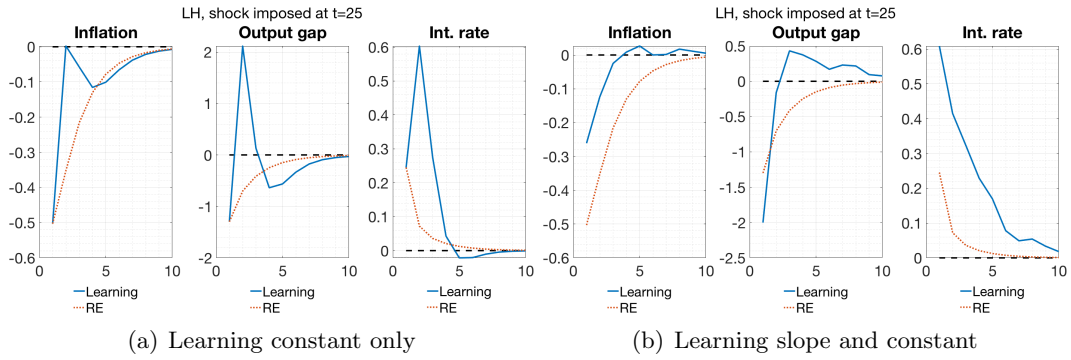 LH, shock imposed at t=25
Inflation
0
-0.1
-0.2
-0.3
-0.4
-0.5
-0.6
0 5 10
Learning
RE
Output gap
2
1
0
-1
-2
0 5 10
Learning
RE
Int. rate
0.6
0.5
0.4
0.3
0.2
0.1
0
0 5 10
Learning
RE
(a) Learning constant only
LH, shock imposed at t=25
Inflation
0
-0.1
-0.2
-0.3
-0.4
-0.5
-0.6
0 5 10
Learning
RE
Output gap
0.5
0
-0.5
-1
-1.5
-2
-2.5
0 5 10
Learning
RE
Int. rate
0.6
0.5
0.4
0.3
0.2
0.1
0
0 5 10
Learning
RE
(b) Learning slope and constant